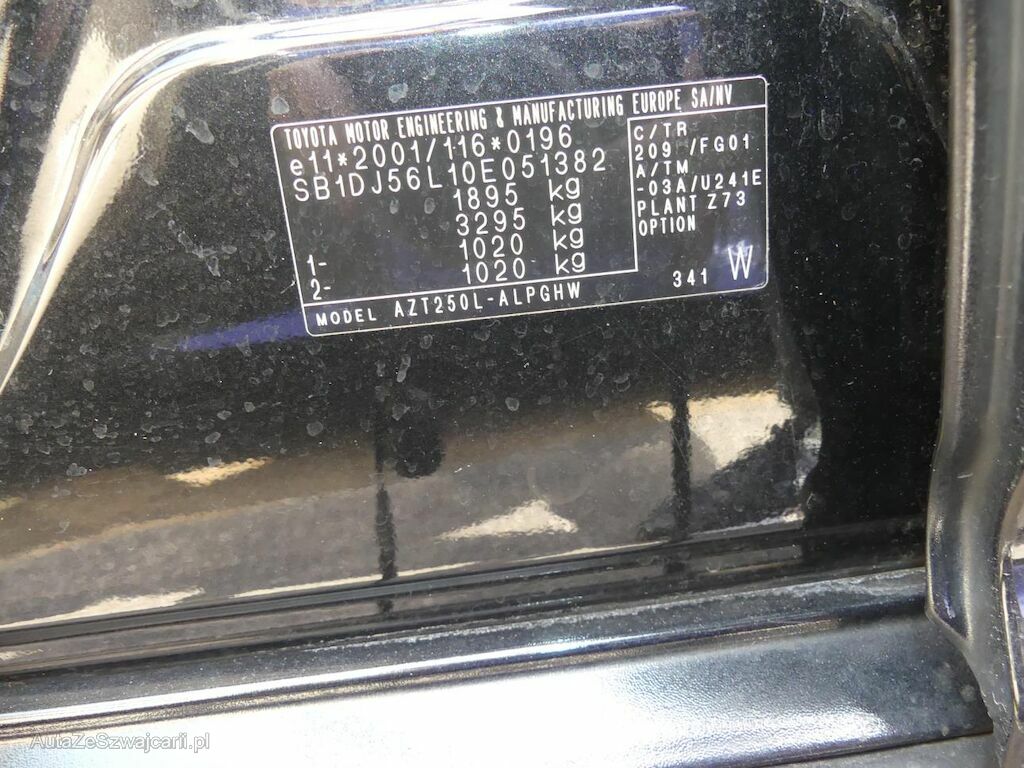 TOYOTA MOTOR ENGINEERING & MANUFACTURING EUROPE SA/NV
e11*2001/116*0196
SB1DJ56L10E051382
1895 kg
3295 kg
1- 1020 kg
2- 1020 kg
C/TR
209 /FG01
A/TM
-03A/U241E
PLANT Z73
OPTION
341 W
MODEL AZT250L-ALPGHW
AutaZeSzwajcarii.pl